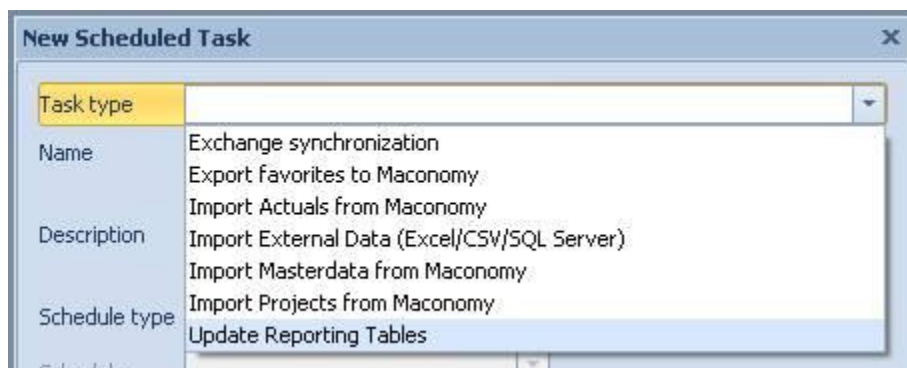 New Scheduled Task
Task type
Name
Exchange synchronization
Export favorites to Maconomy
Import Actuals from Maconomy
Description
Import External Data (Excel/CSV/SQL Server)
Import Masterdata from Maconomy
Import Projects from Maconomy
Schedule type
Update Reporting Tables